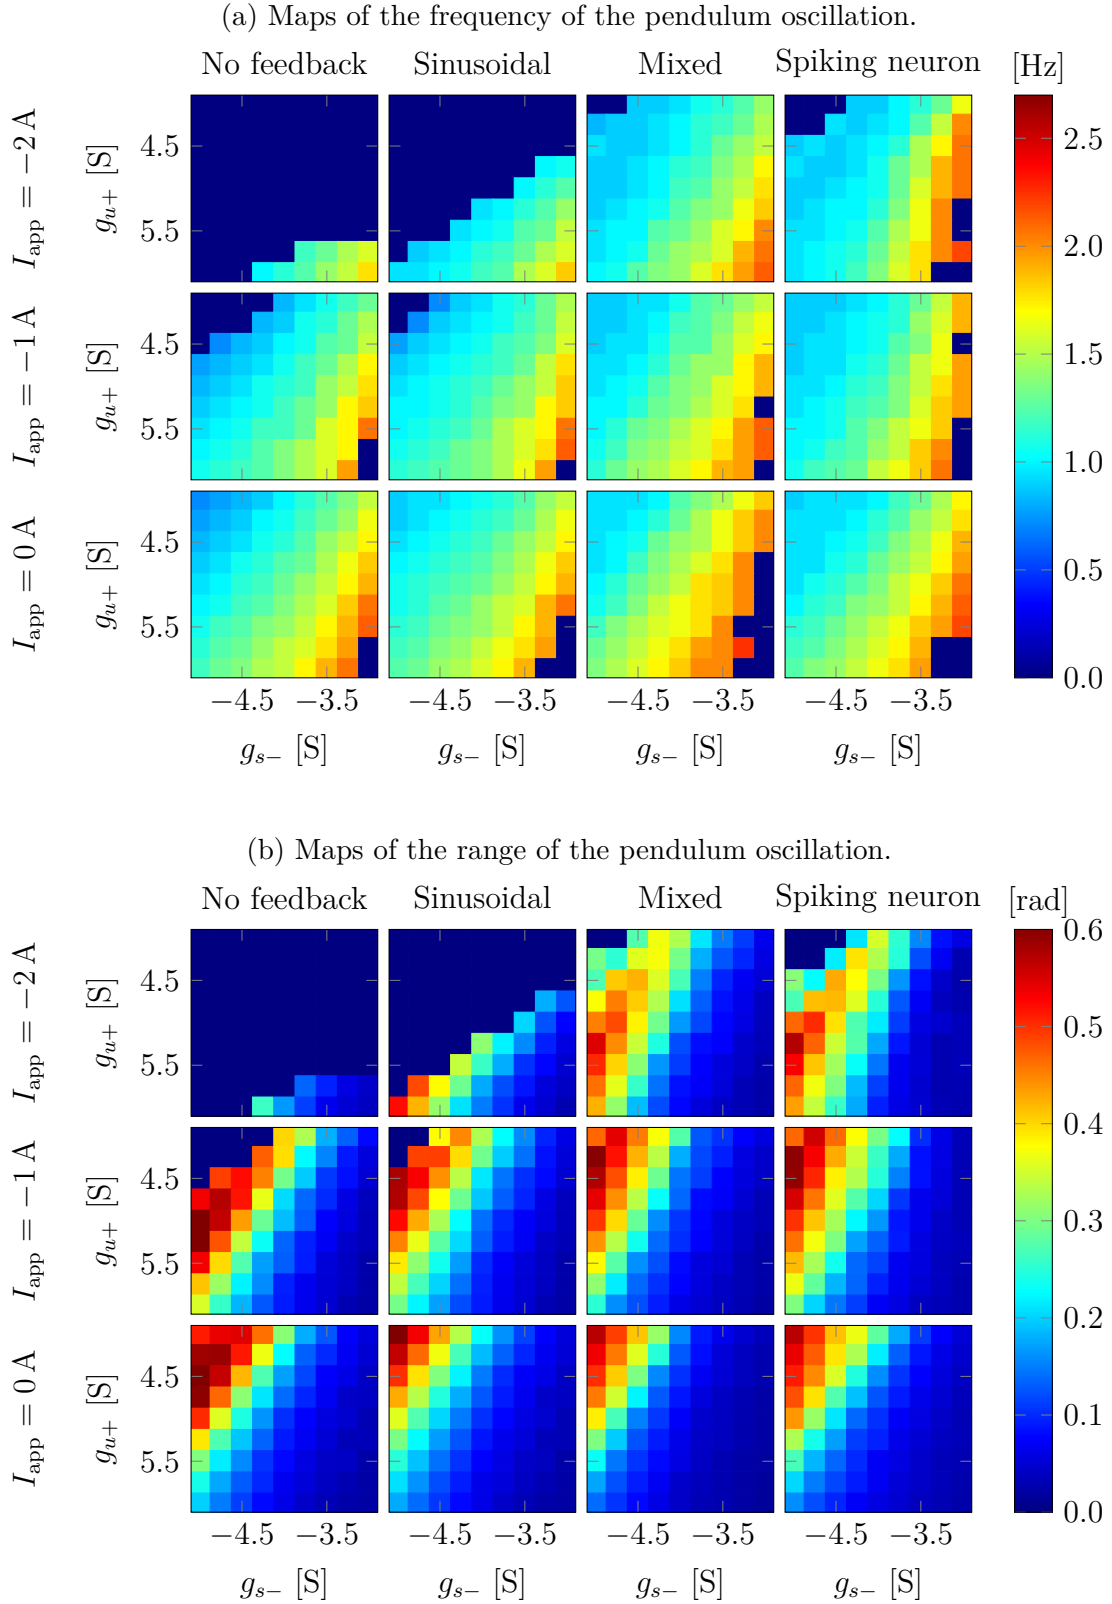 (a) Maps of the frequency of the pendulum oscillation.
No feedback Sinusoidal Mixed Spiking neuron [Hz]
I_app = −2 A
g_u+ [S]
4.5
5.5
I_app = −1 A
g_u+ [S]
4.5
5.5
I_app = 0 A
g_u+ [S]
4.5
5.5
2.5
2.0
1.5
1.0
0.5
0.0
−4.5 −3.5 −4.5 −3.5 −4.5 −3.5 −4.5 −3.5
g_s− [S] g_s− [S] g_s− [S] g_s− [S]
(b) Maps of the range of the pendulum oscillation.
No feedback Sinusoidal Mixed Spiking neuron [rad]
I_app = −2 A
g_u+ [S]
4.5
5.5
I_app = −1 A
g_u+ [S]
4.5
5.5
I_app = 0 A
g_u+ [S]
4.5
5.5
0.6
0.5
0.4
0.3
0.2
0.1
0.0
−4.5 −3.5 −4.5 −3.5 −4.5 −3.5 −4.5 −3.5
g_s− [S] g_s− [S] g_s− [S] g_s− [S]